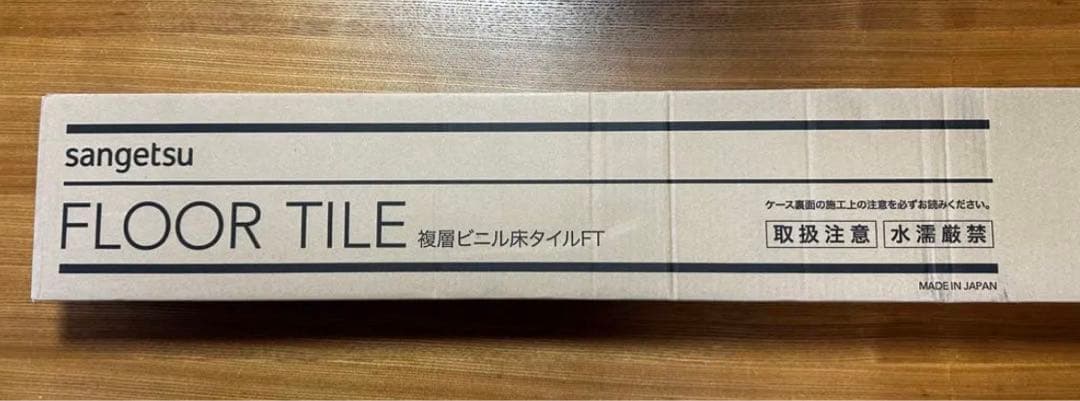 sangetsu
FLOOR TILE 複層ビニル床タイルFT
ケース裏面の施工上の注意を必ずお読みください。
取扱注意 水濡厳禁
MADE IN JAPAN